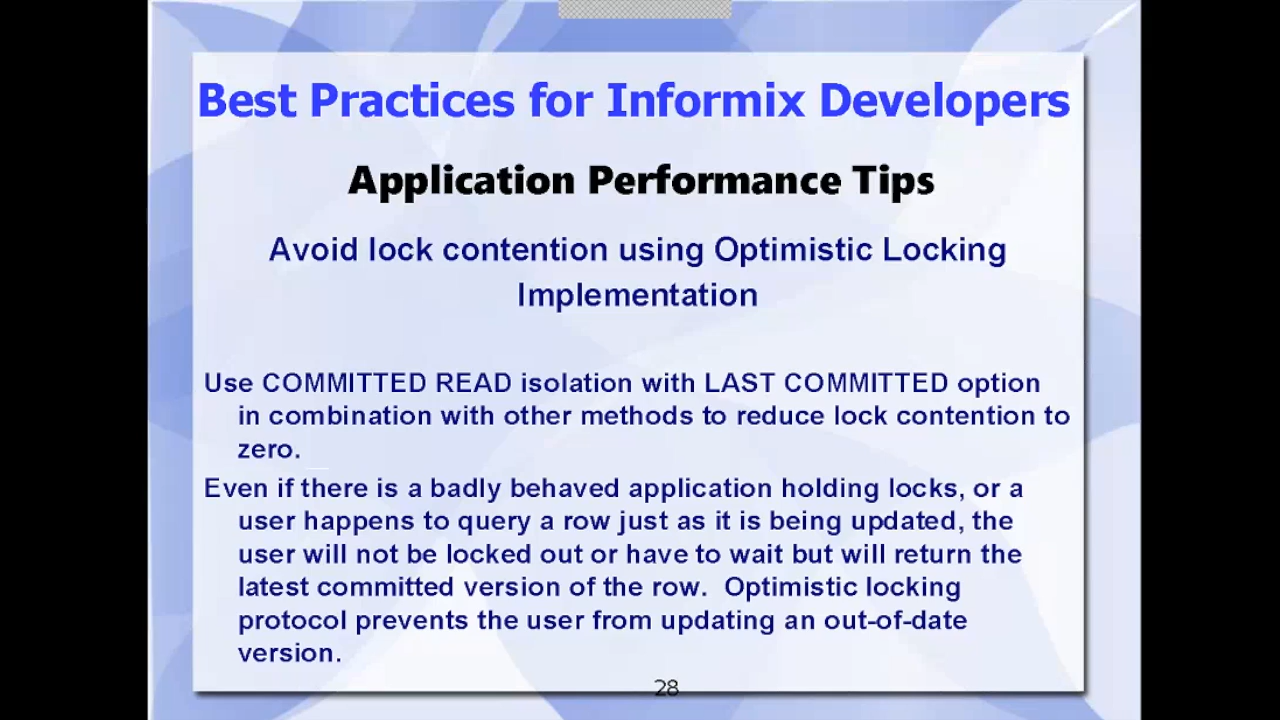 Best Practices for Informix Developers
Application Performance Tips
Avoid lock contention using Optimistic Locking
Implementation
Use COMMITTED READ isolation with LAST COMMITTED option
in combination with other methods to reduce lock contention to
zero.
Even if there is a badly behaved application holding locks, or a
user happens to query a row just as it is being updated, the
user will not be locked out or have to wait but will return the
latest committed version of the row.  Optimistic locking
protocol prevents the user from updating an out-of-date
version.
28